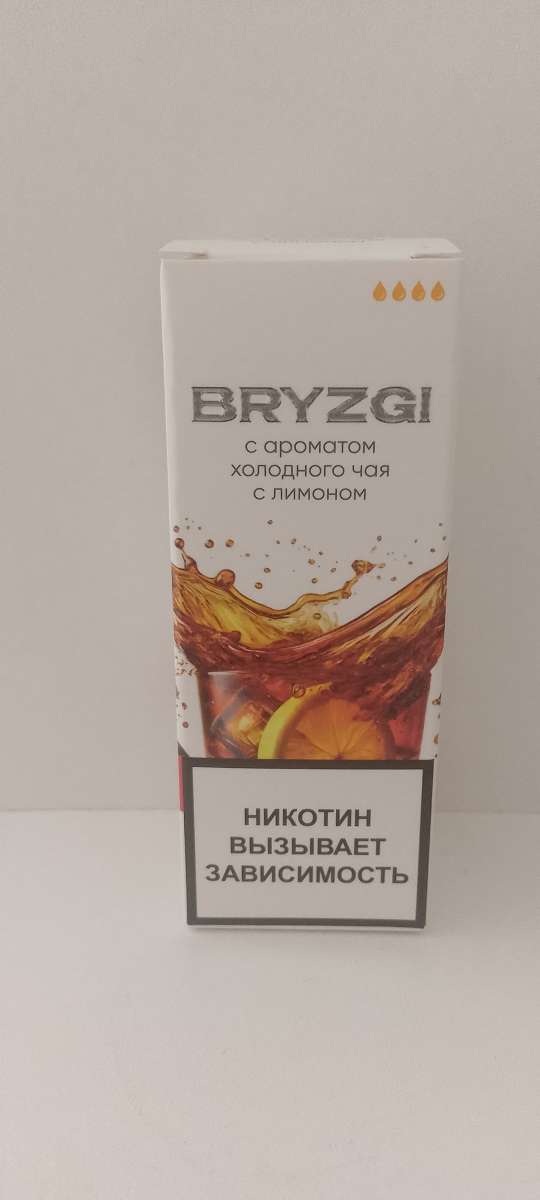 BRYZGI
с ароматом
холодного чая
с лимоном
НИКОТИН
ВЫЗЫВАЕТ
ЗАВИСИМОСТЬ